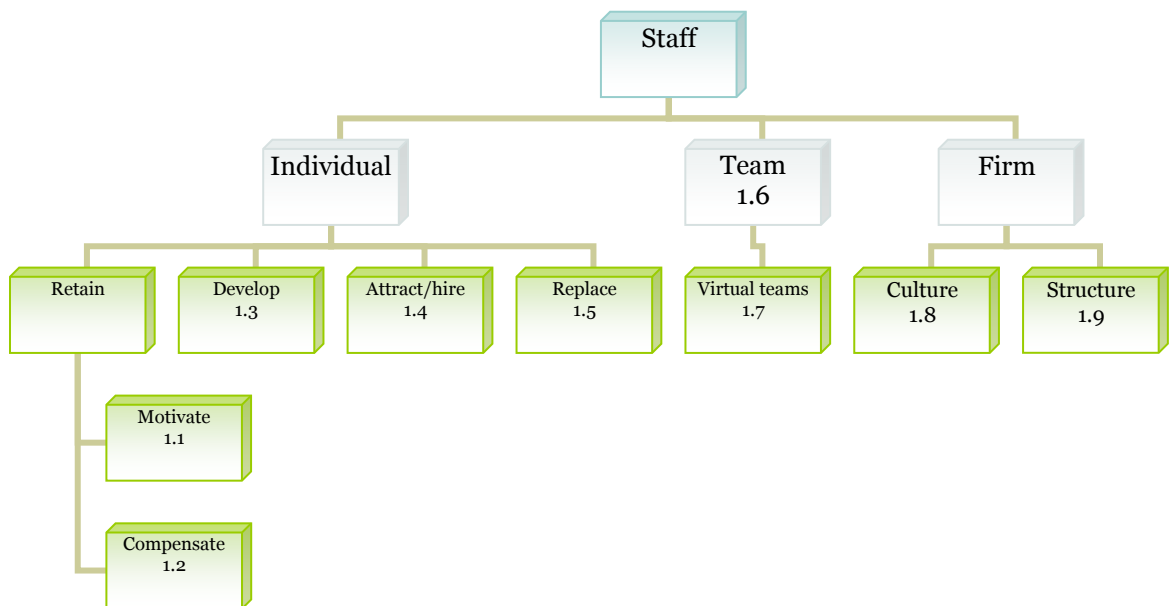 Staff
Individual
Team
1.6
Firm
Retain
Develop
1.3
Attract/hire
1.4
Replace
1.5
Virtual teams
1.7
Culture
1.8
Structure
1.9
Motivate
1.1
Compensate
1.2